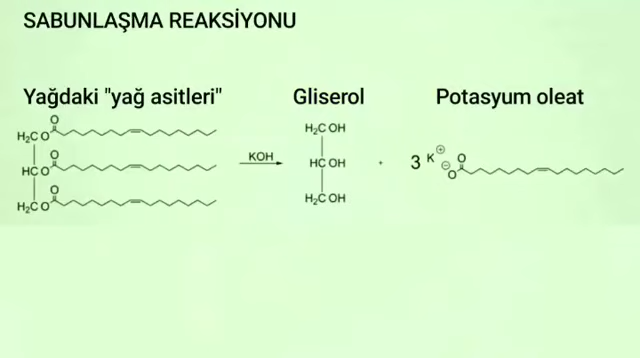 SABUNLAŞMA REAKSİYONU
Yağdaki "yağ asitleri" Gliserol Potasyum oleat
O
H₂C O
O
HC O
O
H₂C O
KOH
H₂C OH
HC OH
H₂C OH
+
3 K⊕ ⊖O O